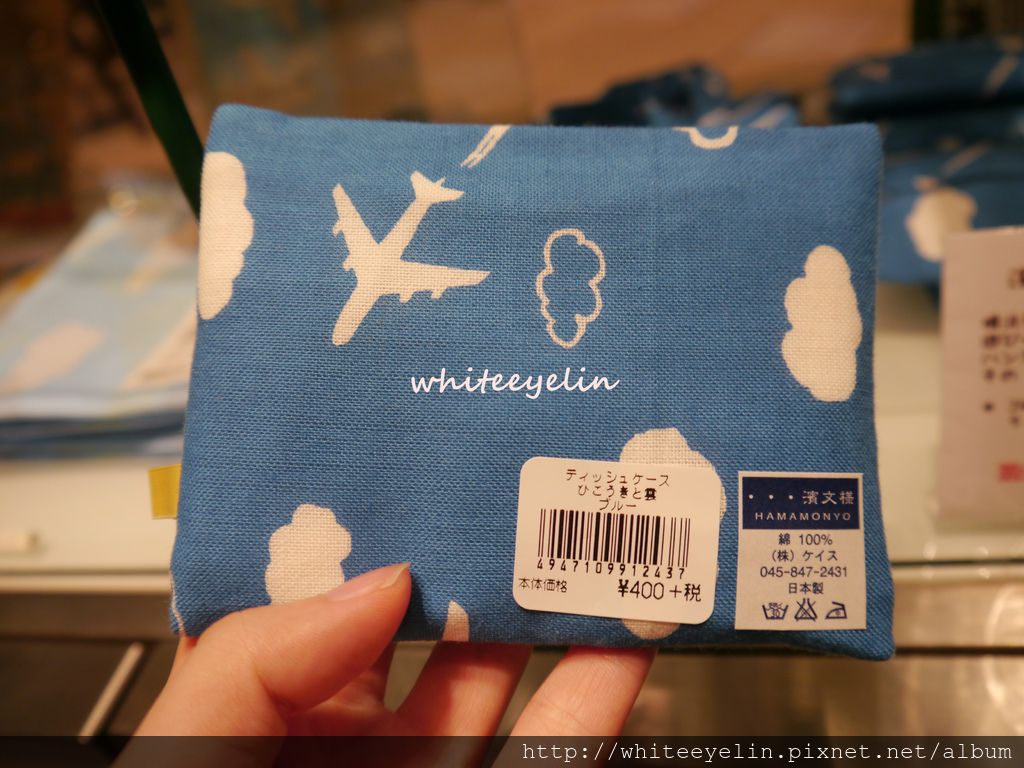 whiteeyelin
ティッシュケース
ひこうきと雲
ブルー
4947109912437
本体価格
¥400+税
・・・濱文様
HAMAMONYO
綿 100%
(株) ケイス
045-847-2431
日本製
http://whiteeyelin.pixnet.net/album